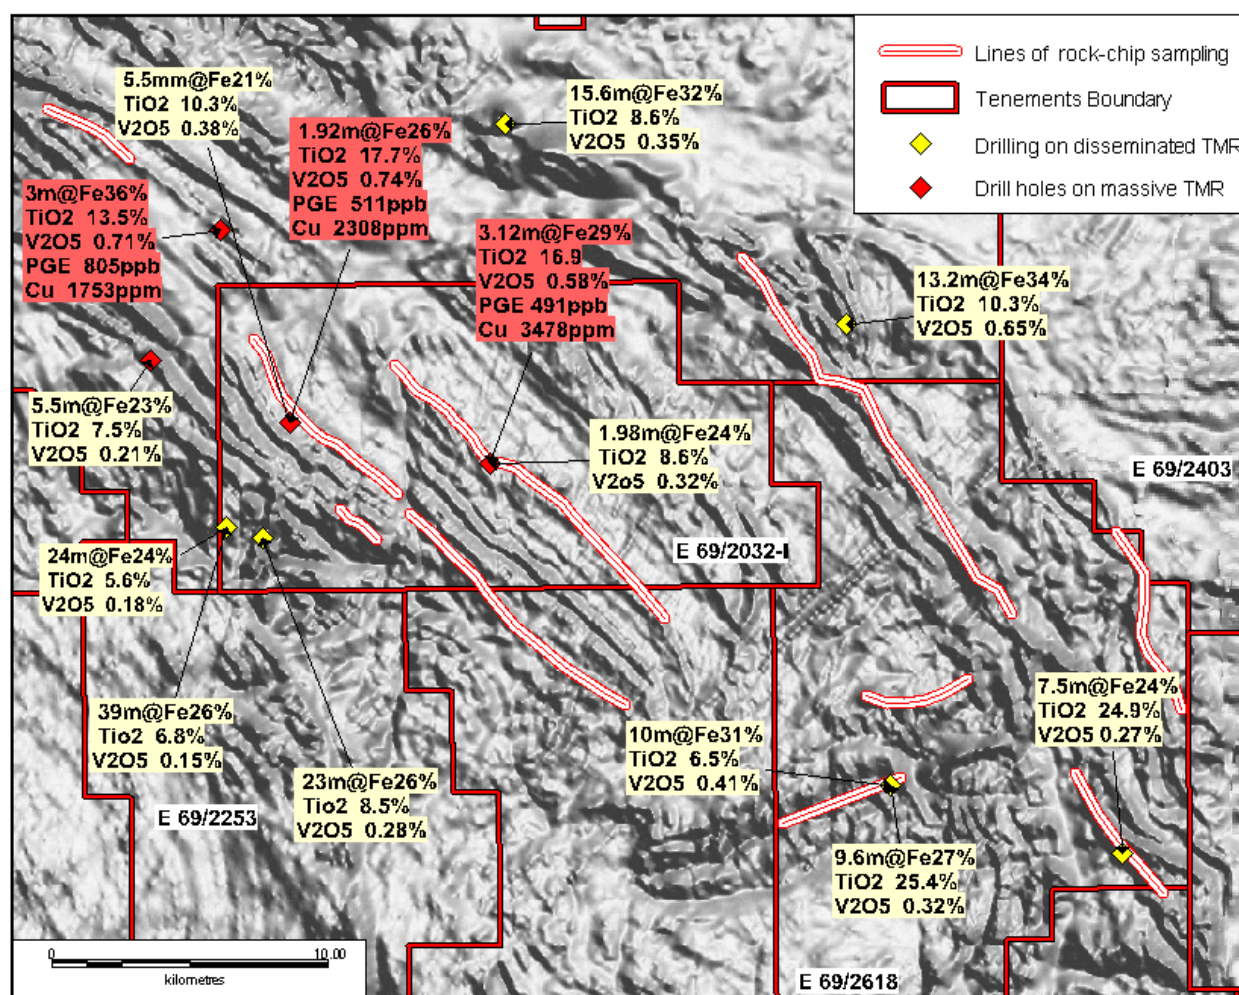 Lines of rock-chip sampling
Tenements Boundary
Drilling on disseminated TMR
Drill holes on massive TMR
5.5mm@Fe21%
TiO2 10.3%
V2O5 0.38%
1.92m@Fe26%
TiO2 17.7%
V2O5 0.74%
PGE 511ppb
Cu 2308ppm
15.6m@Fe32%
TiO2 8.6%
V2O5 0.35%
3m@Fe36%
TiO2 13.5%
V2O5 0.71%
PGE 805ppb
Cu 1753ppm
3.12m@Fe29%
TiO2 16.9
V2O5 0.58%
PGE 491ppb
Cu 3478ppm
13.2m@Fe34%
TiO2 10.3%
V2O5 0.65%
5.5m@Fe23%
TiO2 7.5%
V2O5 0.21%
1.98m@Fe24%
TiO2 8.6%
V2o5 0.32%
E 69/2403
E 69/2032-I
24m@Fe24%
TiO2 5.6%
V2O5 0.18%
39m@Fe26%
Tio2 6.8%
V2O5 0.15%
23m@Fe26%
Tio2 8.5%
V2O5 0.28%
E 69/2253
10m@Fe31%
TiO2 6.5%
V2O5 0.41%
7.5m@Fe24%
TiO2 24.9%
V2O5 0.27%
9.6m@Fe27%
TiO2 25.4%
V2O5 0.32%
E 69/2618
0 10.00
kilometres